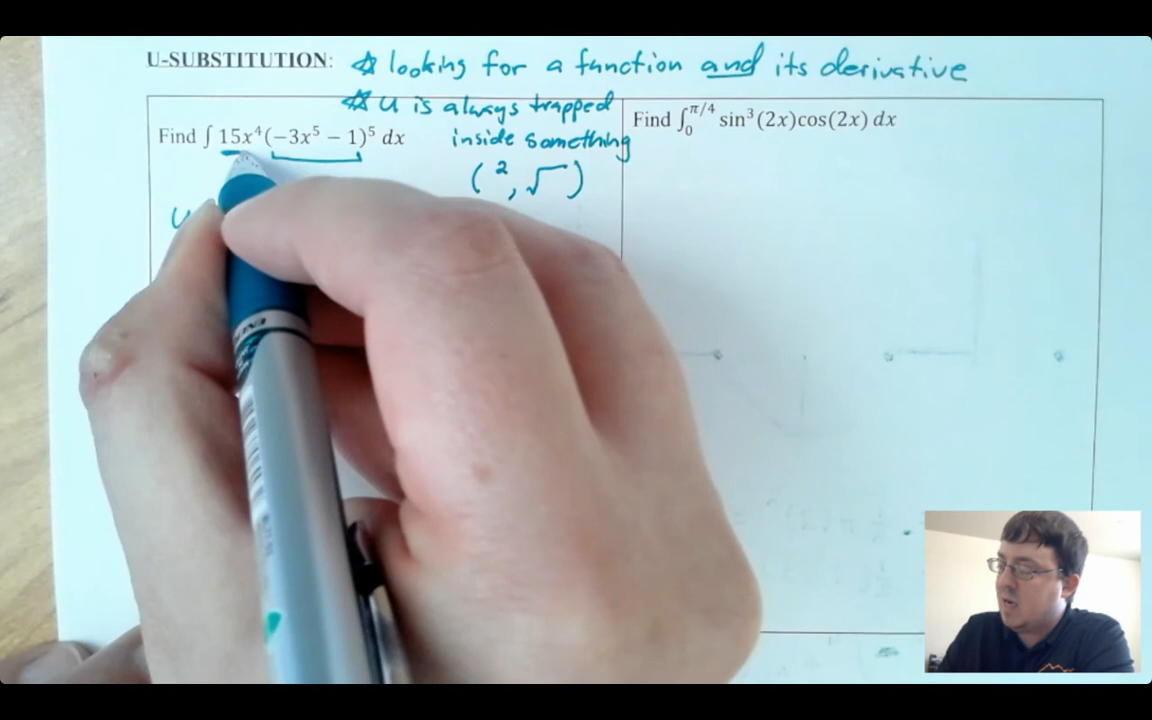 U-SUBSTITUTION: ☆ looking for a function and its derivative
☆ u is always trapped
inside something
( ², √ )
Find ∫ 15x⁴(−3x⁵ − 1)⁵ dx
u
Find ∫₀^{π/4} sin³(2x)cos(2x) dx